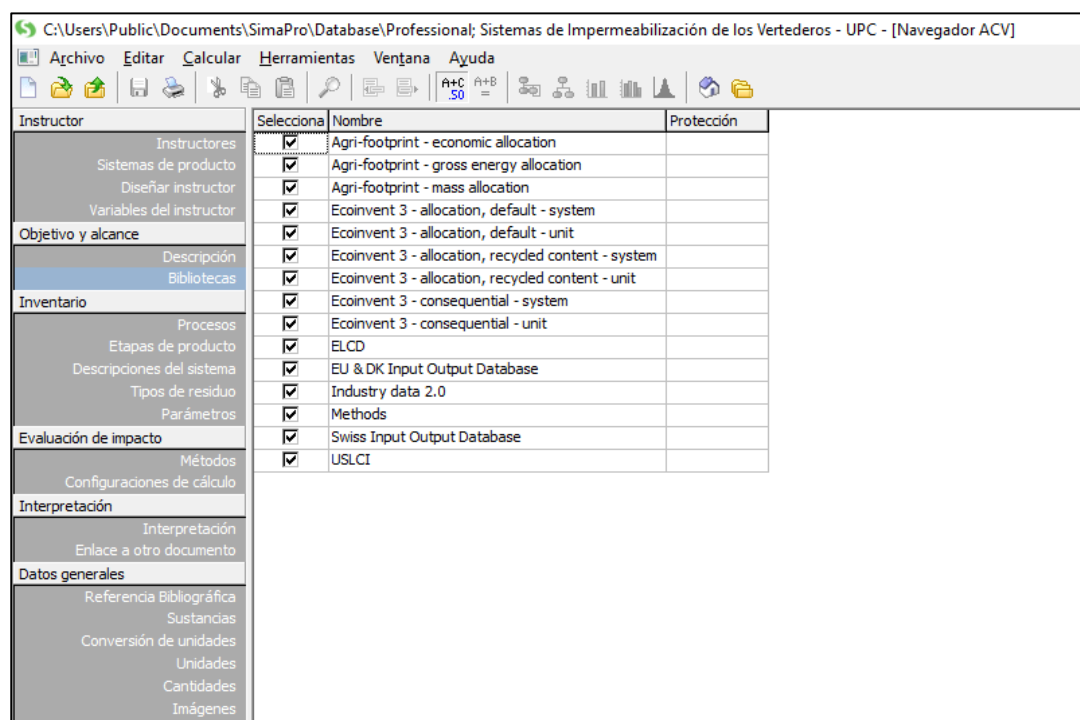 C:\Users\Public\Documents\SimaPro\Database\Professional; Sistemas de Impermeabilización de los Vertederos - UPC - [Navegador ACV]
Archivo Editar Calcular Herramientas Ventana Ayuda
A+C .50 A+B =
Instructor
Instructores
Sistemas de producto
Diseñar instructor
Variables del instructor
Objetivo y alcance
Descripción
Bibliotecas
Inventario
Procesos
Etapas de producto
Descripciones del sistema
Tipos de residuo
Parámetros
Evaluación de impacto
Métodos
Configuraciones de cálculo
Interpretación
Interpretación
Enlace a otro documento
Datos generales
Referencia Bibliográfica
Sustancias
Conversión de unidades
Unidades
Cantidades
Imágenes
Selecciona Nombre Protección
Agri-footprint - economic allocation
Agri-footprint - gross energy allocation
Agri-footprint - mass allocation
Ecoinvent 3 - allocation, default - system
Ecoinvent 3 - allocation, default - unit
Ecoinvent 3 - allocation, recycled content - system
Ecoinvent 3 - allocation, recycled content - unit
Ecoinvent 3 - consequential - system
Ecoinvent 3 - consequential - unit
ELCD
EU & DK Input Output Database
Industry data 2.0
Methods
Swiss Input Output Database
USLCI